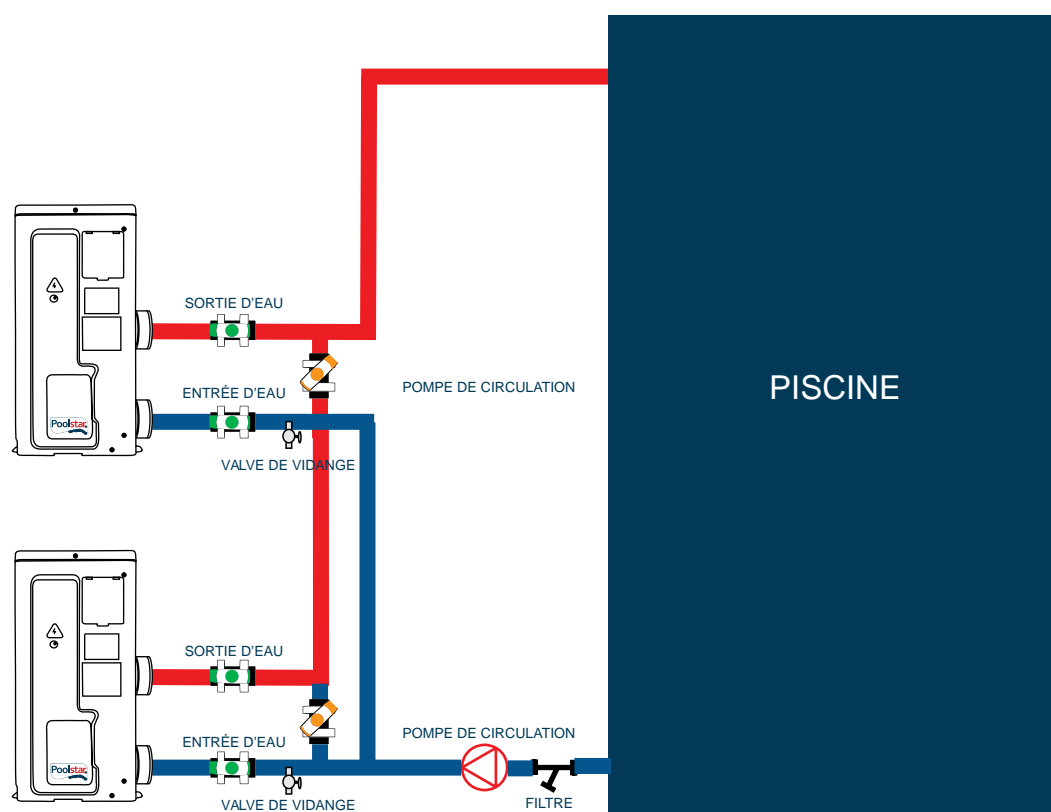 SORTIE D'EAU
ENTRÉE D'EAU
POMPE DE CIRCULATION
PISCINE
Poolstar
VALVE DE VIDANGE
SORTIE D'EAU
ENTRÉE D'EAU
POMPE DE CIRCULATION
Poolstar
VALVE DE VIDANGE
FILTRE